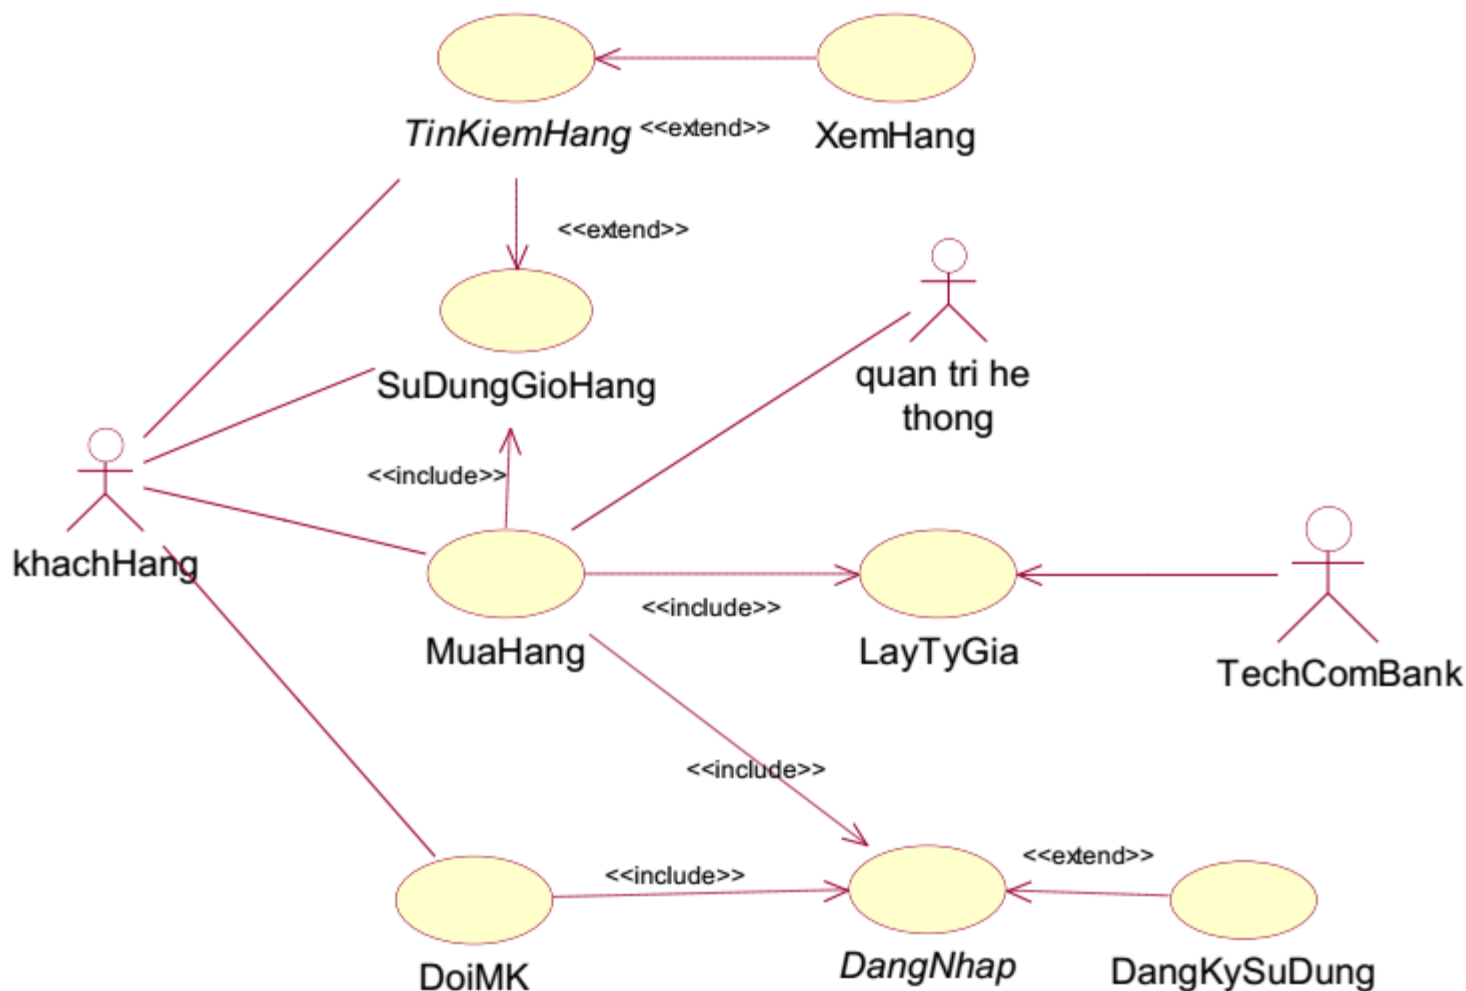 TinKiemHang
<<extend>>
XemHang
<<extend>>
SuDungGioHang
quan tri he
thong
<<include>>
khachHang
MuaHang
<<include>>
LayTyGia
TechComBank
<<include>>
<<include>>
<<extend>>
DoiMK
DangNhap
DangKySuDung